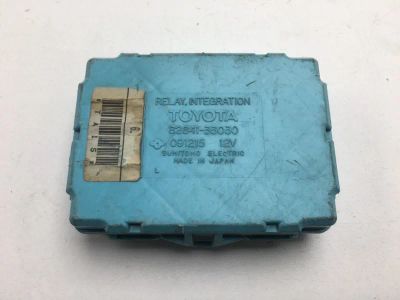 RELAY, INTEGRATION
TOYOTA
82641-33030
091215 12V
SUMITOMO ELECTRIC
MADE IN JAPAN
L